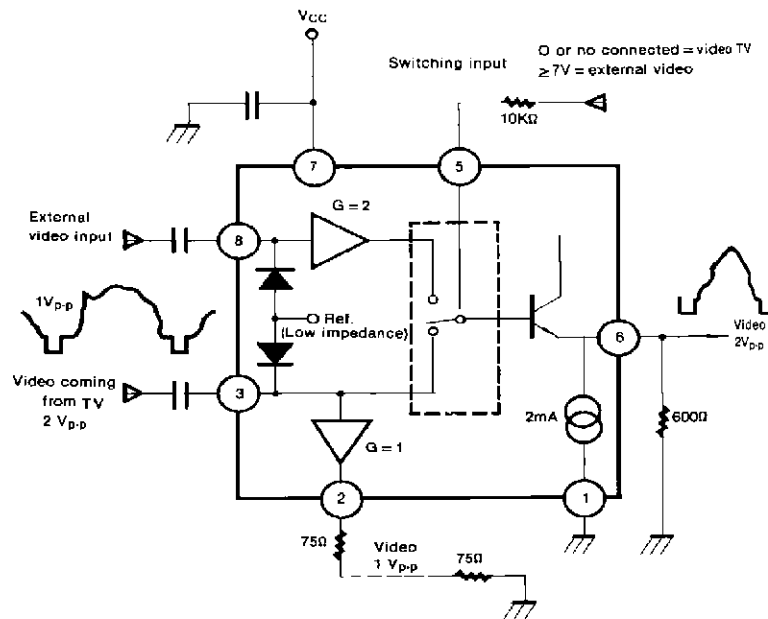 VCC
Switching input
O or no connected = video TV
≥ 7V = external video
10KΩ
7
5
External
video input
8
G = 2
1Vp-p
Ref.
(Low impedance)
Video coming
from TV
2 Vp-p
3
G = 1
2mA
6
Video
2Vp-p
600Ω
2
1
75Ω
Video
1 Vp-p
75Ω